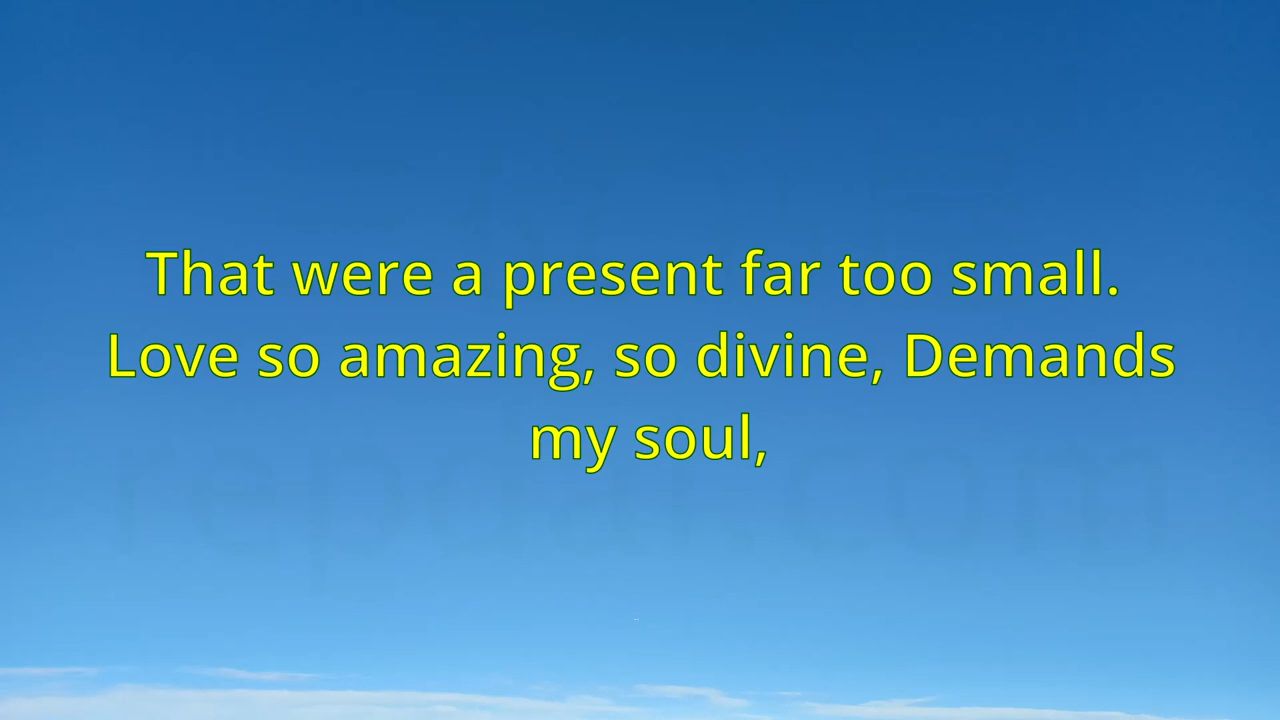 That were a present far too small.
Love so amazing, so divine, Demands
my soul,